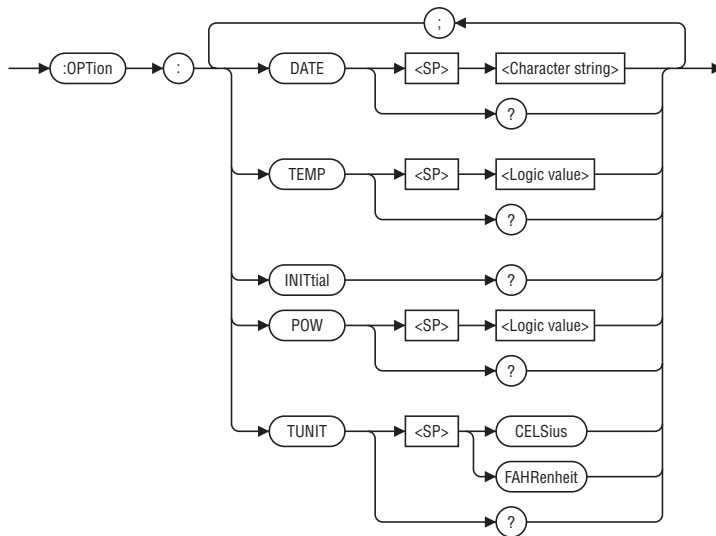 ;
:OPTion : DATE <SP> <Character string>
?
TEMP <SP> <Logic value>
?
INITtial ?
POW <SP> <Logic value>
?
TUNIT <SP> CELSius
FAHRenheit
?